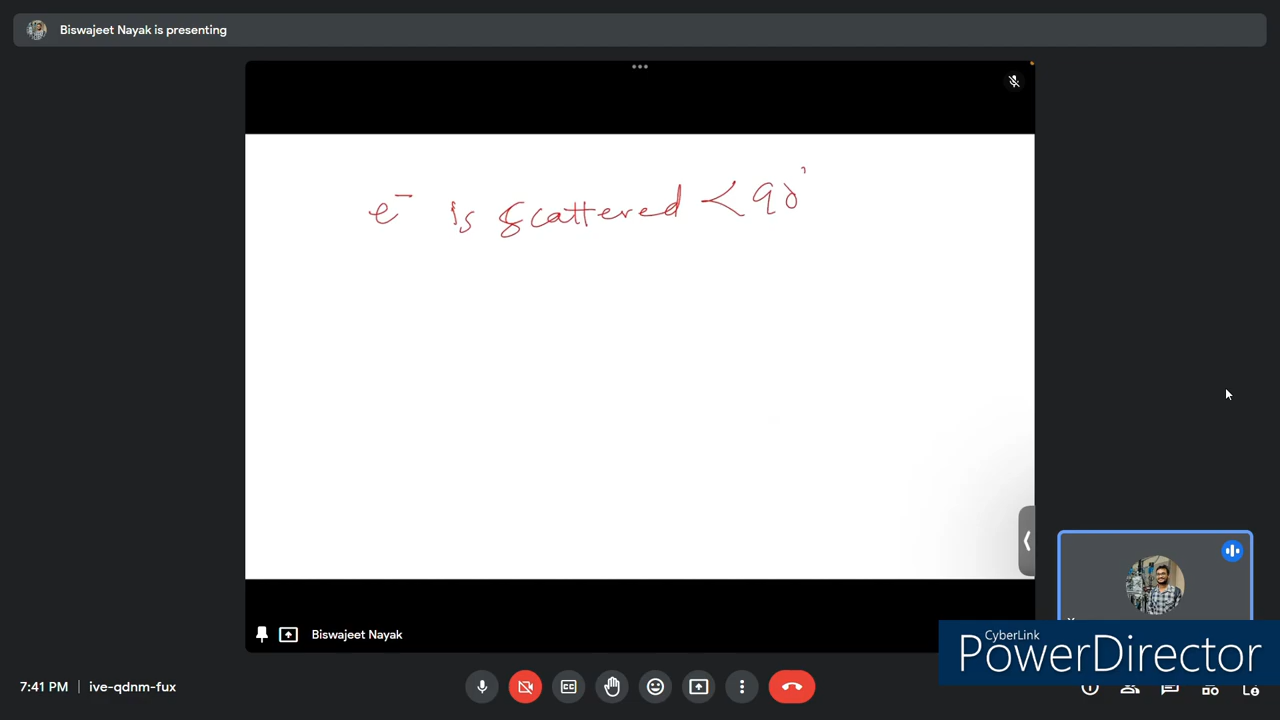 Biswajeet Nayak is presenting
e⁻ is scattered < 90°
Biswajeet Nayak
CyberLink
PowerDirector
7:41 PM | ive-qdnm-fux